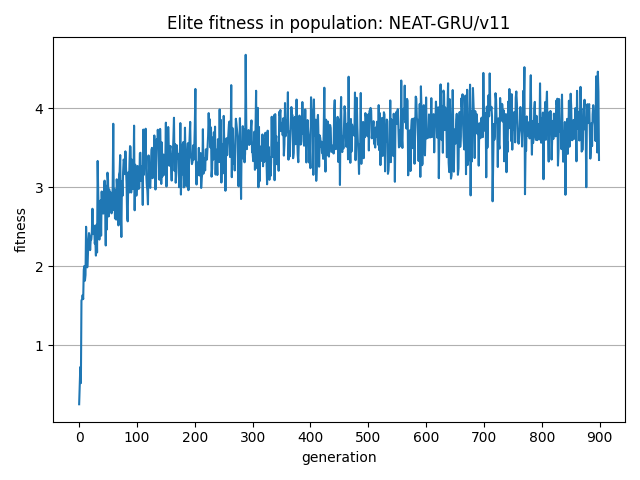 Elite fitness in population: NEAT-GRU/v11
4
3
2
1
fitness
0 100 200 300 400 500 600 700 800 900
generation